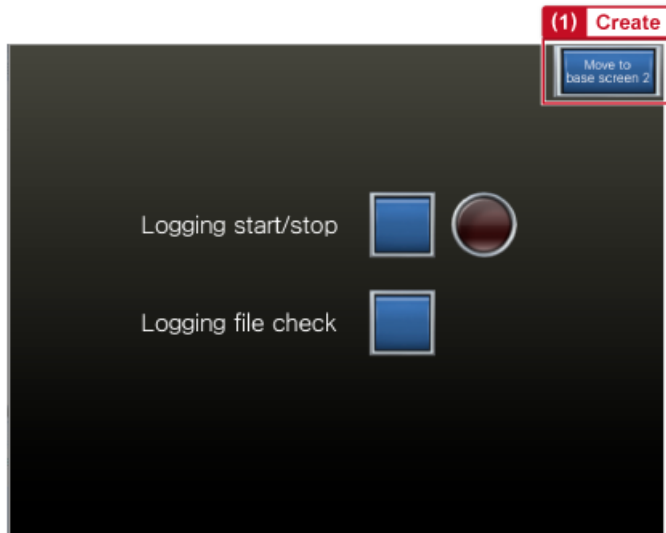 (1) Create
Move to
base screen 2
Logging start/stop
Logging file check